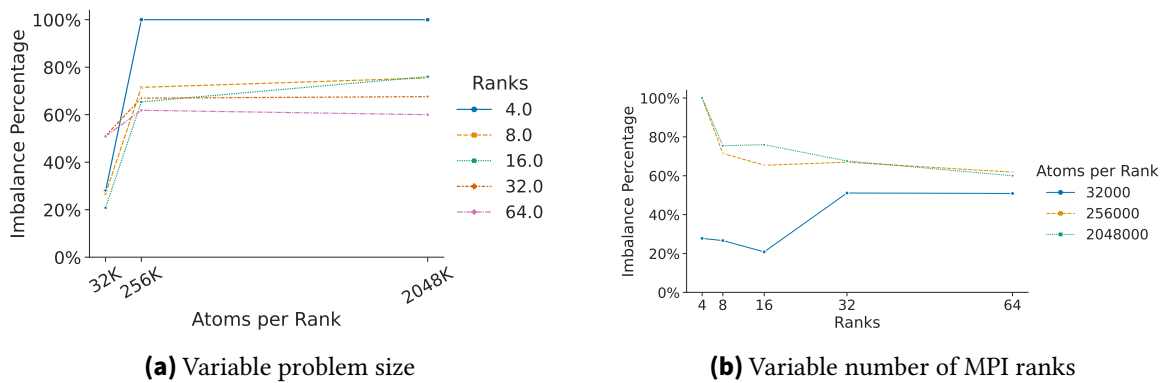 100%
80%
60%
40%
20%
0%
Imbalance Percentage
32K
256K
2048K
Atoms per Rank
Ranks
4.0
8.0
16.0
32.0
64.0
(a) Variable problem size
100%
80%
60%
40%
20%
0%
Imbalance Percentage
4
8
16
32
64
Ranks
Atoms per Rank
32000
256000
2048000
(b) Variable number of MPI ranks